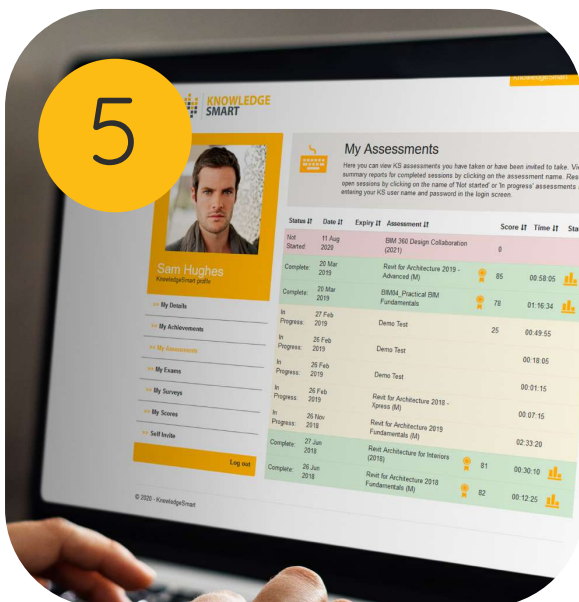 5
KnowledgeSmart
KNOWLEDGE
SMART
My Assessments
Here you can view KS assessments you have taken or have been invited to take.
summary reports for completed sessions by clicking on the assessment name.
open sessions by clicking on the name of 'Not started' or 'In progress' assessments
entering your KS user name and password in the login screen.
Sam Hughes
KnowledgeSmart profile
>> My Details
>> My Achievements
>> My Assessments
>> My Exams
>> My Surveys
>> My Scores
>> Self Invite
Log out
Status Date Expiry Assessment Score Time
Not Started: 11 Aug 2020 BIM 360 Design Collaboration (2021) 0
Complete: 20 Mar 2019 Revit for Architecture 2019 - Advanced (M) 85 00:58:05
Complete: 20 Mar 2019 BIM04_Practical BIM Fundamentals 78 01:16:34
In Progress: 27 Feb 2019 Demo Test 25 00:49:55
In Progress: 26 Feb 2019 Demo Test 00:18:05
In Progress: 26 Feb 2019 Demo Test 00:01:15
In Progress: 26 Feb 2019 Revit for Architecture 2018 - Xpress (M) 00:07:15
In Progress: 26 Nov 2018 Revit for Architecture 2019 Fundamentals (M) 02:33:20
Complete: 27 Jun 2018 Revit Architecture for Interiors (2018) 81 00:30:10
Complete: 26 Jun 2018 Revit for Architecture 2018 Fundamentals (M) 82 00:12:25
© 2020 - KnowledgeSmart